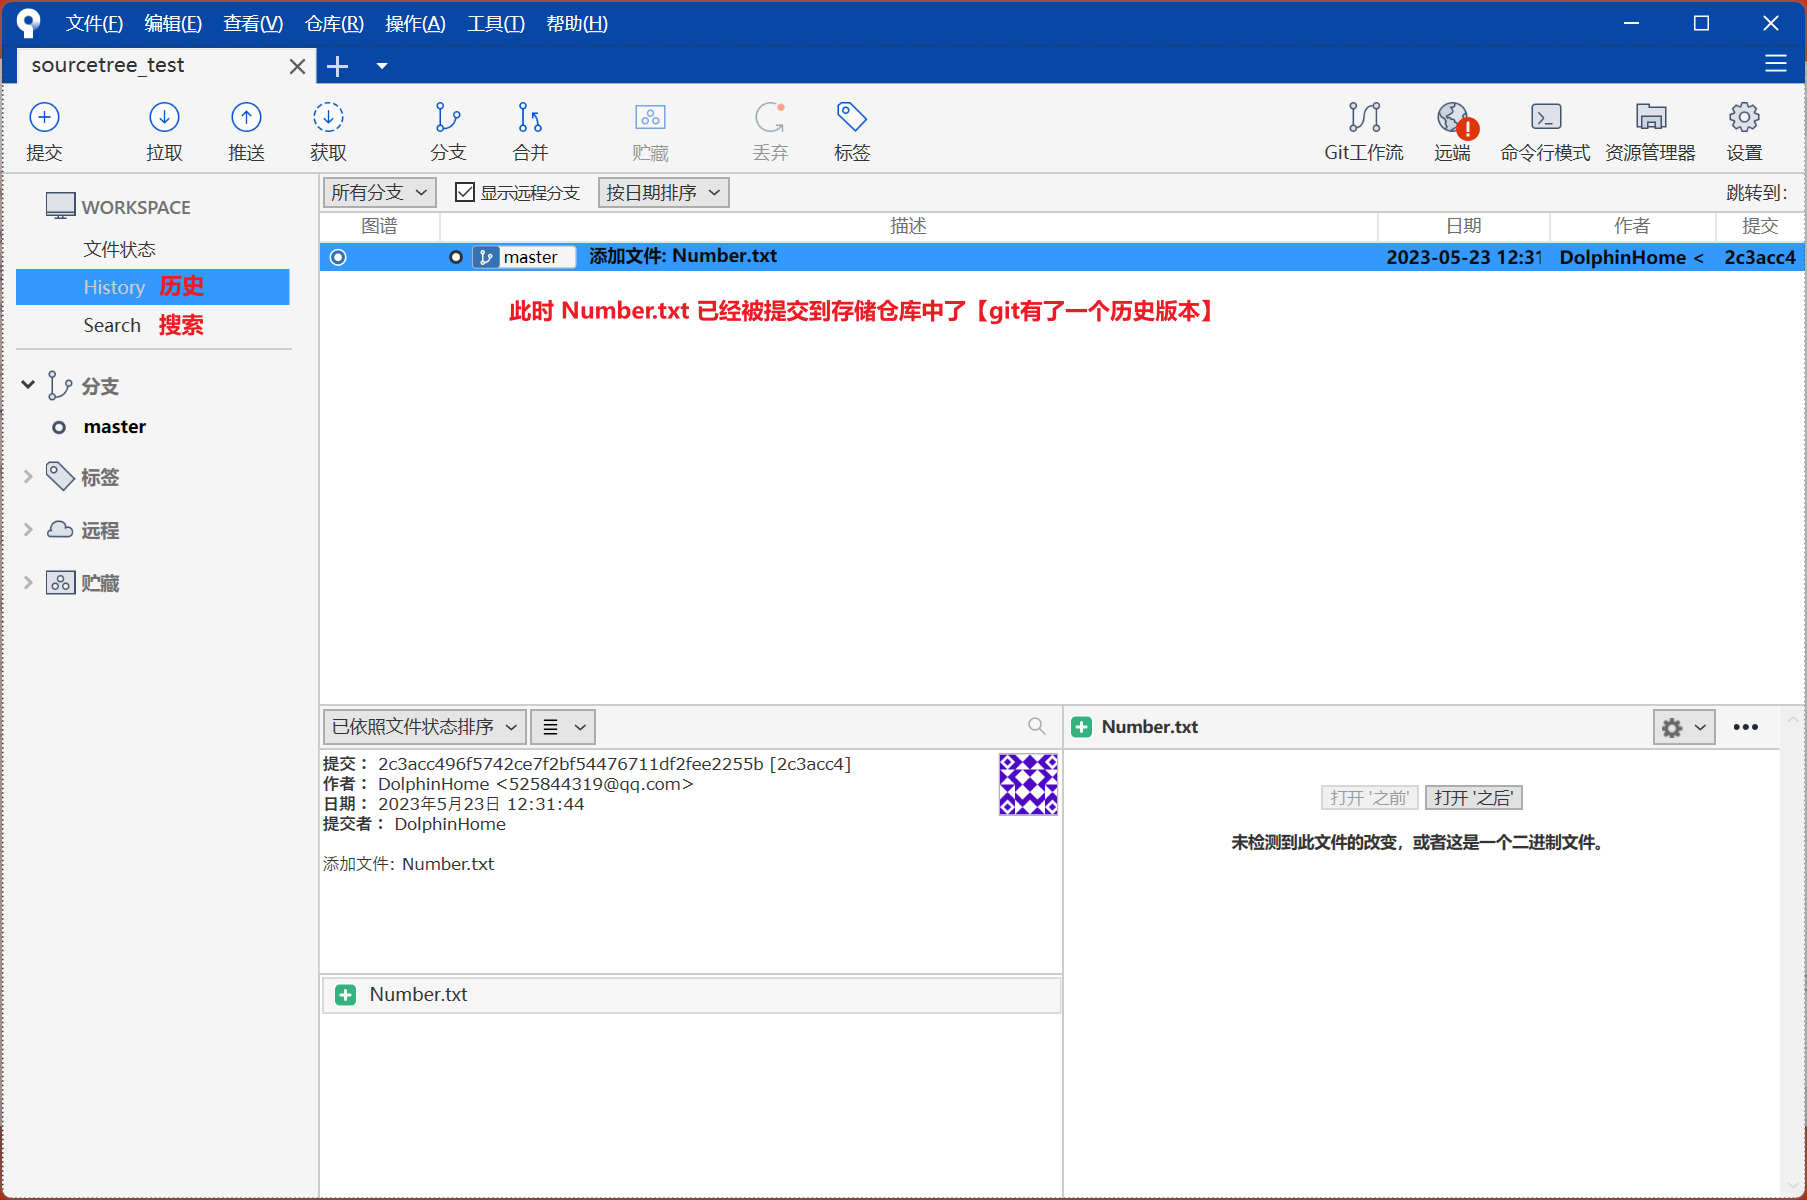 文件(F) 编辑(E) 查看(V) 仓库(R) 操作(A) 工具(T) 帮助(H)
sourcetree_test
提交 拉取 推送 获取 分支 合并 贮藏 丢弃 标签 Git工作流 远端 命令行模式 资源管理器 设置
WORKSPACE
文件状态
History 历史
Search 搜索
分支
master
标签
远程
贮藏
所有分支 显示远程分支 按日期排序 跳转到:
图谱 描述 日期 作者 提交
master 添加文件: Number.txt 2023-05-23 12:31 DolphinHome < 2c3acc4
此时 Number.txt 已经被提交到存储仓库中了【git有了一个历史版本】
已依照文件状态排序
提交： 2c3acc496f5742ce7f2bf54476711df2fee2255b [2c3acc4]
作者： DolphinHome <525844319@qq.com>
日期： 2023年5月23日 12:31:44
提交者： DolphinHome
添加文件: Number.txt
Number.txt
Number.txt
打开 '之前' 打开 '之后'
未检测到此文件的改变，或者这是一个二进制文件。